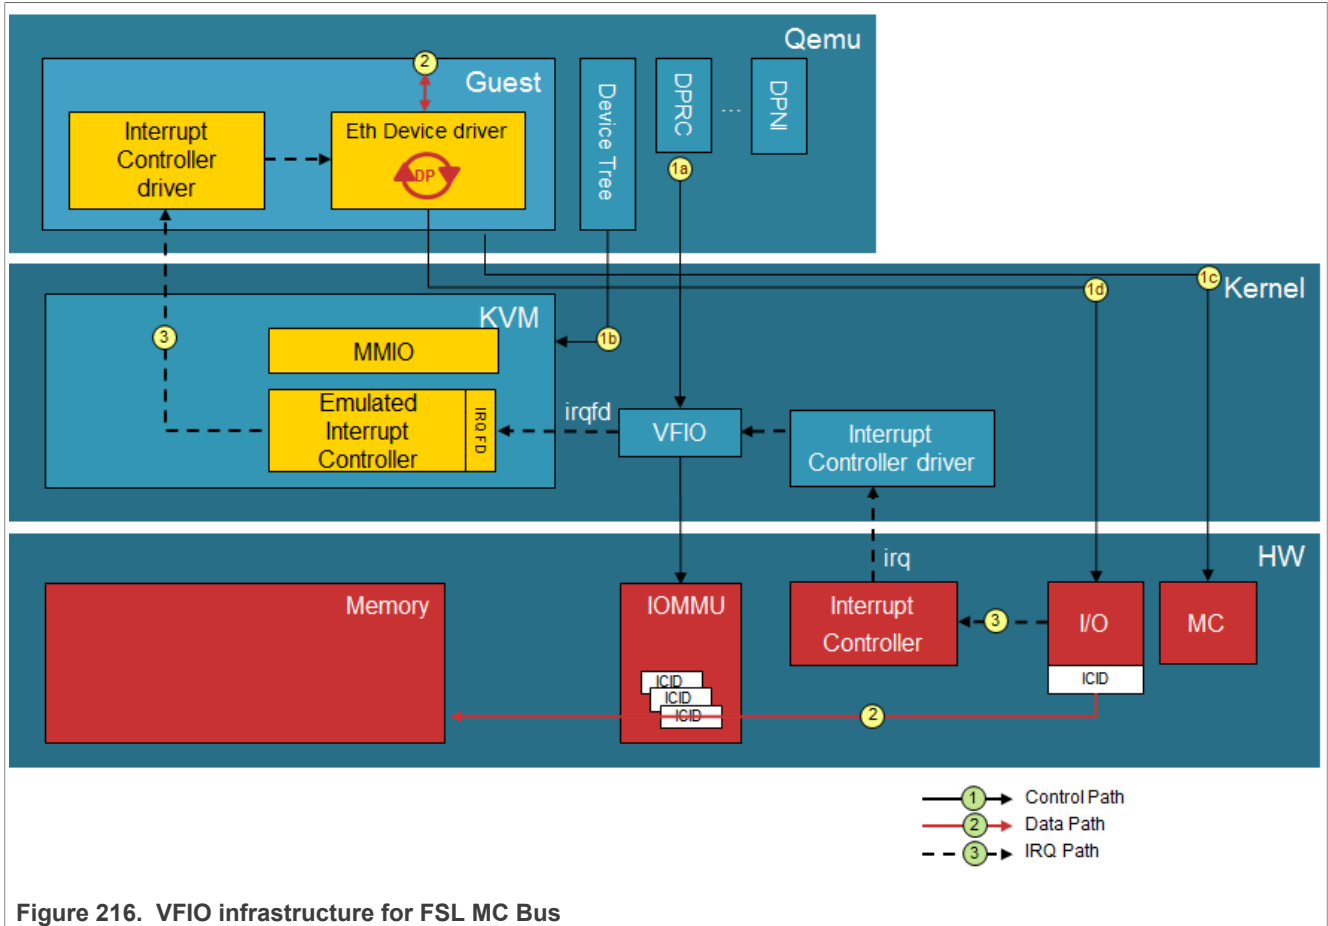 Qemu
Guest
2
Interrupt
Controller
driver
Eth Device driver
DP
Device Tree
DPRC
...
DPNI
1a
Kernel
1c
1d
KVM
1b
3
MMIO
Emulated
Interrupt
Controller
IRQ FD
irqfd
VFIO
Interrupt
Controller driver
HW
irq
Memory
IOMMU
Interrupt
Controller
3
I/O
MC
ICID
ICID
ICID
ICID
2
1 Control Path
2 Data Path
3 IRQ Path
Figure 216. VFIO infrastructure for FSL MC Bus